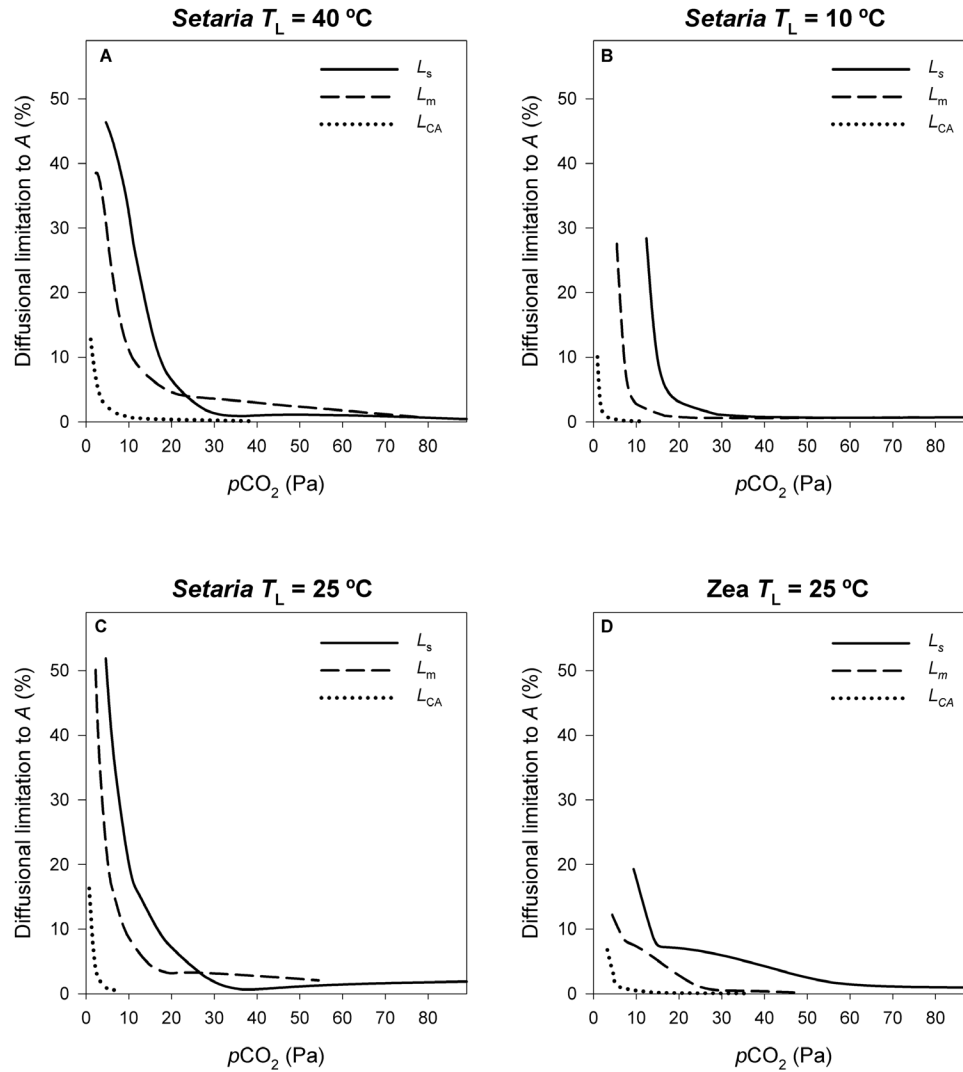 Setaria TL = 40 ºC
A
Ls
Lm
LCA
Diffusional limitation to A (%)
50
40
30
20
10
0
0 10 20 30 40 50 60 70 80
pCO2 (Pa)
Setaria TL = 10 ºC
B
Ls
Lm
LCA
Diffusional limitation to A (%)
50
40
30
20
10
0
0 10 20 30 40 50 60 70 80
pCO2 (Pa)
Setaria TL = 25 ºC
C
Ls
Lm
LCA
Diffusional limitation to A (%)
50
40
30
20
10
0
0 10 20 30 40 50 60 70 80
pCO2 (Pa)
Zea TL = 25 ºC
D
Ls
Lm
LCA
Diffusional limitation to A (%)
50
40
30
20
10
0
0 10 20 30 40 50 60 70 80
pCO2 (Pa)